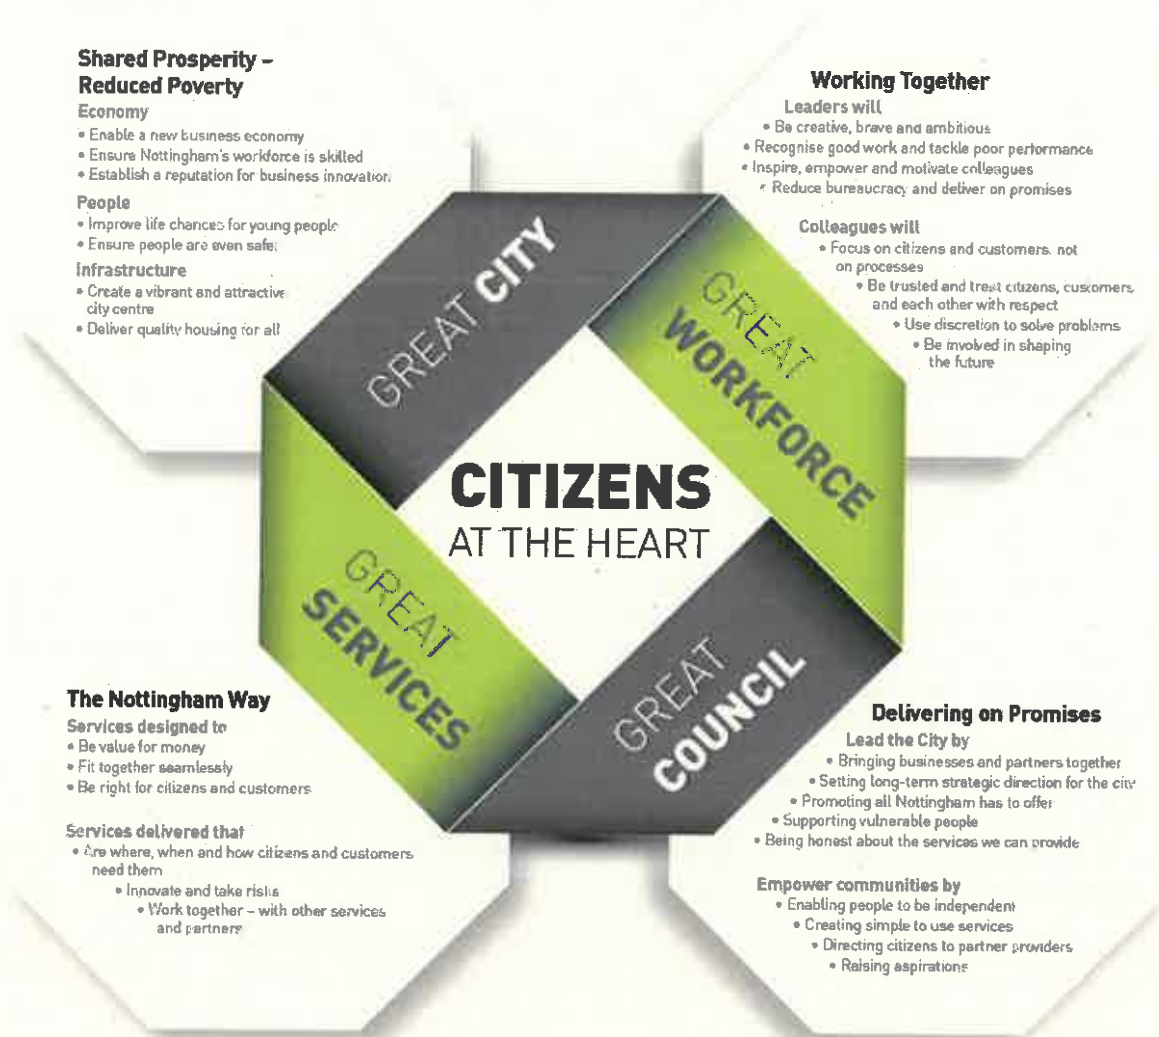 Shared Prosperity –
Reduced Poverty
Economy
• Enable a new business economy
• Ensure Nottingham's workforce is skilled
• Establish a reputation for business innovation
People
• Improve life chances for young people
• Ensure people are even safer
Infrastructure
• Create a vibrant and attractive
city centre
• Deliver quality housing for all
Working Together
Leaders will
• Be creative, brave and ambitious
• Recognise good work and tackle poor performance
• Inspire, empower and motivate colleagues
• Reduce bureaucracy and deliver on promises
Colleagues will
• Focus on citizens and customers, not
on processes
• Be trusted and treat citizens, customers
and each other with respect
• Use discretion to solve problems
• Be involved in shaping
the future
GREAT CITY
GREAT
WORKFORCE
CITIZENS
AT THE HEART
GREAT
SERVICES
GREAT
COUNCIL
The Nottingham Way
Services designed to
• Be value for money
• Fit together seamlessly
• Be right for citizens and customers
Services delivered that
• Are where, when and how citizens and customers
need them
• Innovate and take risks
• Work together – with other services
and partners
Delivering on Promises
Lead the City by
• Bringing businesses and partners together
• Setting long-term strategic direction for the city
• Promoting all Nottingham has to offer
• Supporting vulnerable people
• Being honest about the services we can provide
Empower communities by
• Enabling people to be independent
• Creating simple to use services
• Directing citizens to partner providers
• Raising aspirations